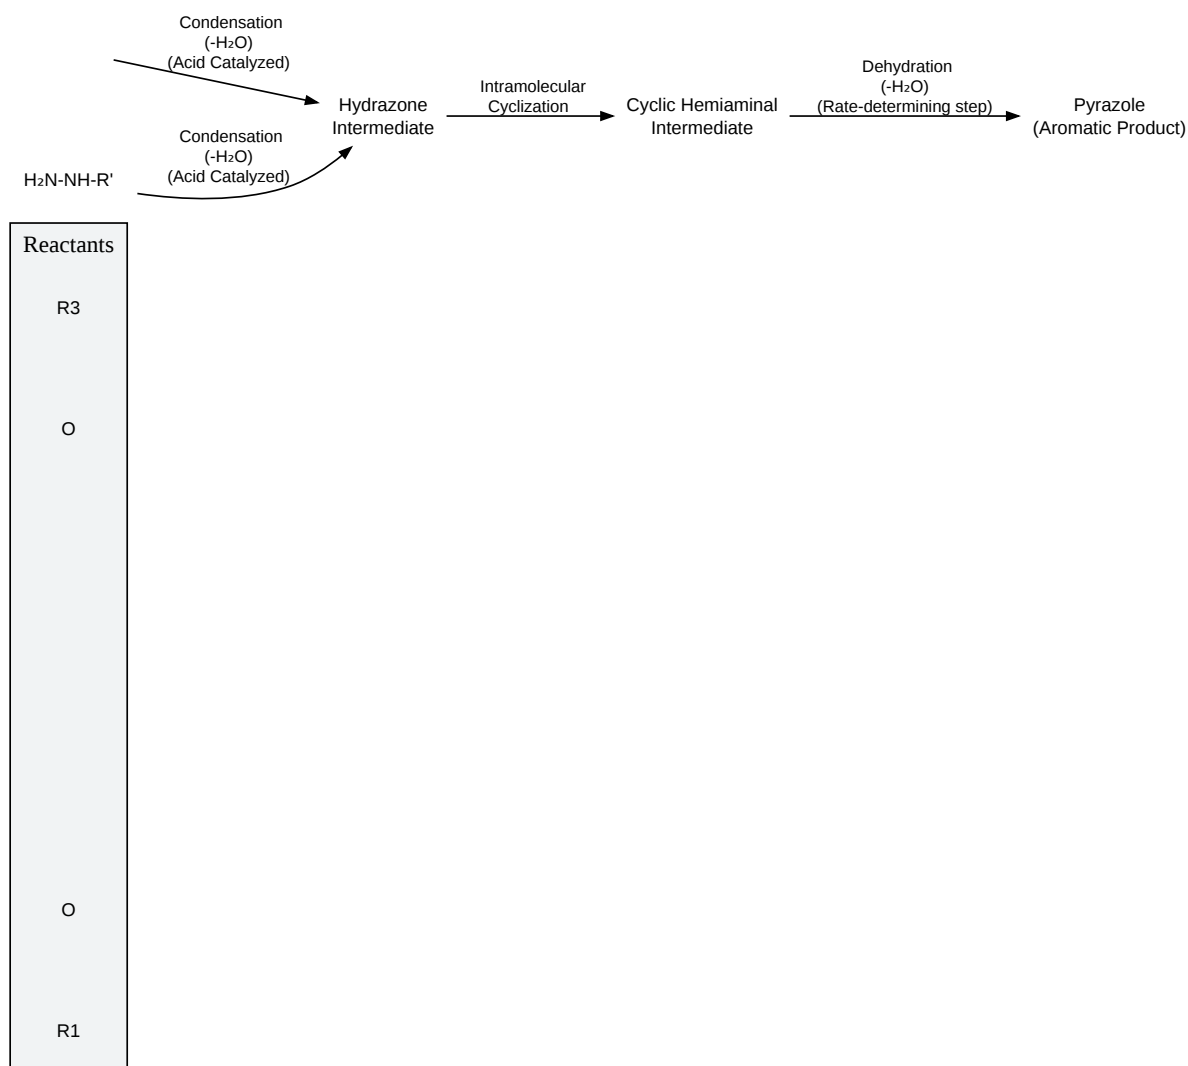 Condensation
(-H₂O)
(Acid Catalyzed)
Condensation
(-H₂O)
(Acid Catalyzed)
H₂N-NH-R'
Hydrazone
Intermediate
Intramolecular
Cyclization
Cyclic Hemiaminal
Intermediate
Dehydration
(-H₂O)
(Rate-determining step)
Pyrazole
(Aromatic Product)
Reactants
R3
O
O
R1